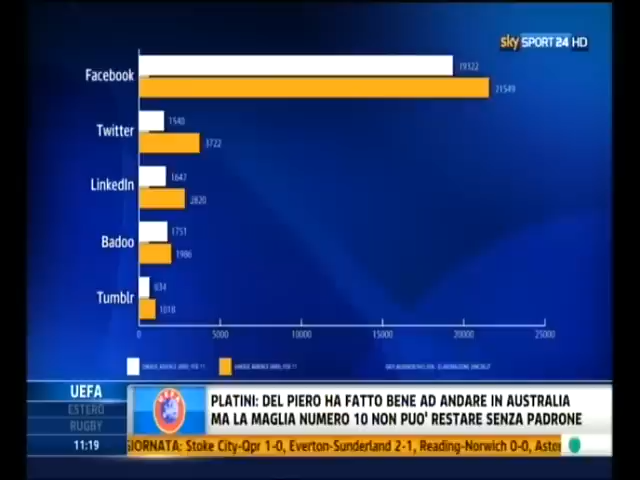 sky SPORT 24 HD
Facebook
19322
21549
Twitter
1540
3722
LinkedIn
1647
2820
Badoo
1751
1986
Tumblr
634
1018
0 5000 10000 15000 20000 25000
UEFA
ESTERO
RUGBY
11:19
PLATINI: DEL PIERO HA FATTO BENE AD ANDARE IN AUSTRALIA
MA LA MAGLIA NUMERO 10 NON PUO' RESTARE SENZA PADRONE
GIORNATA: Stoke City-Qpr 1-0, Everton-Sunderland 2-1, Reading-Norwich 0-0, Aston